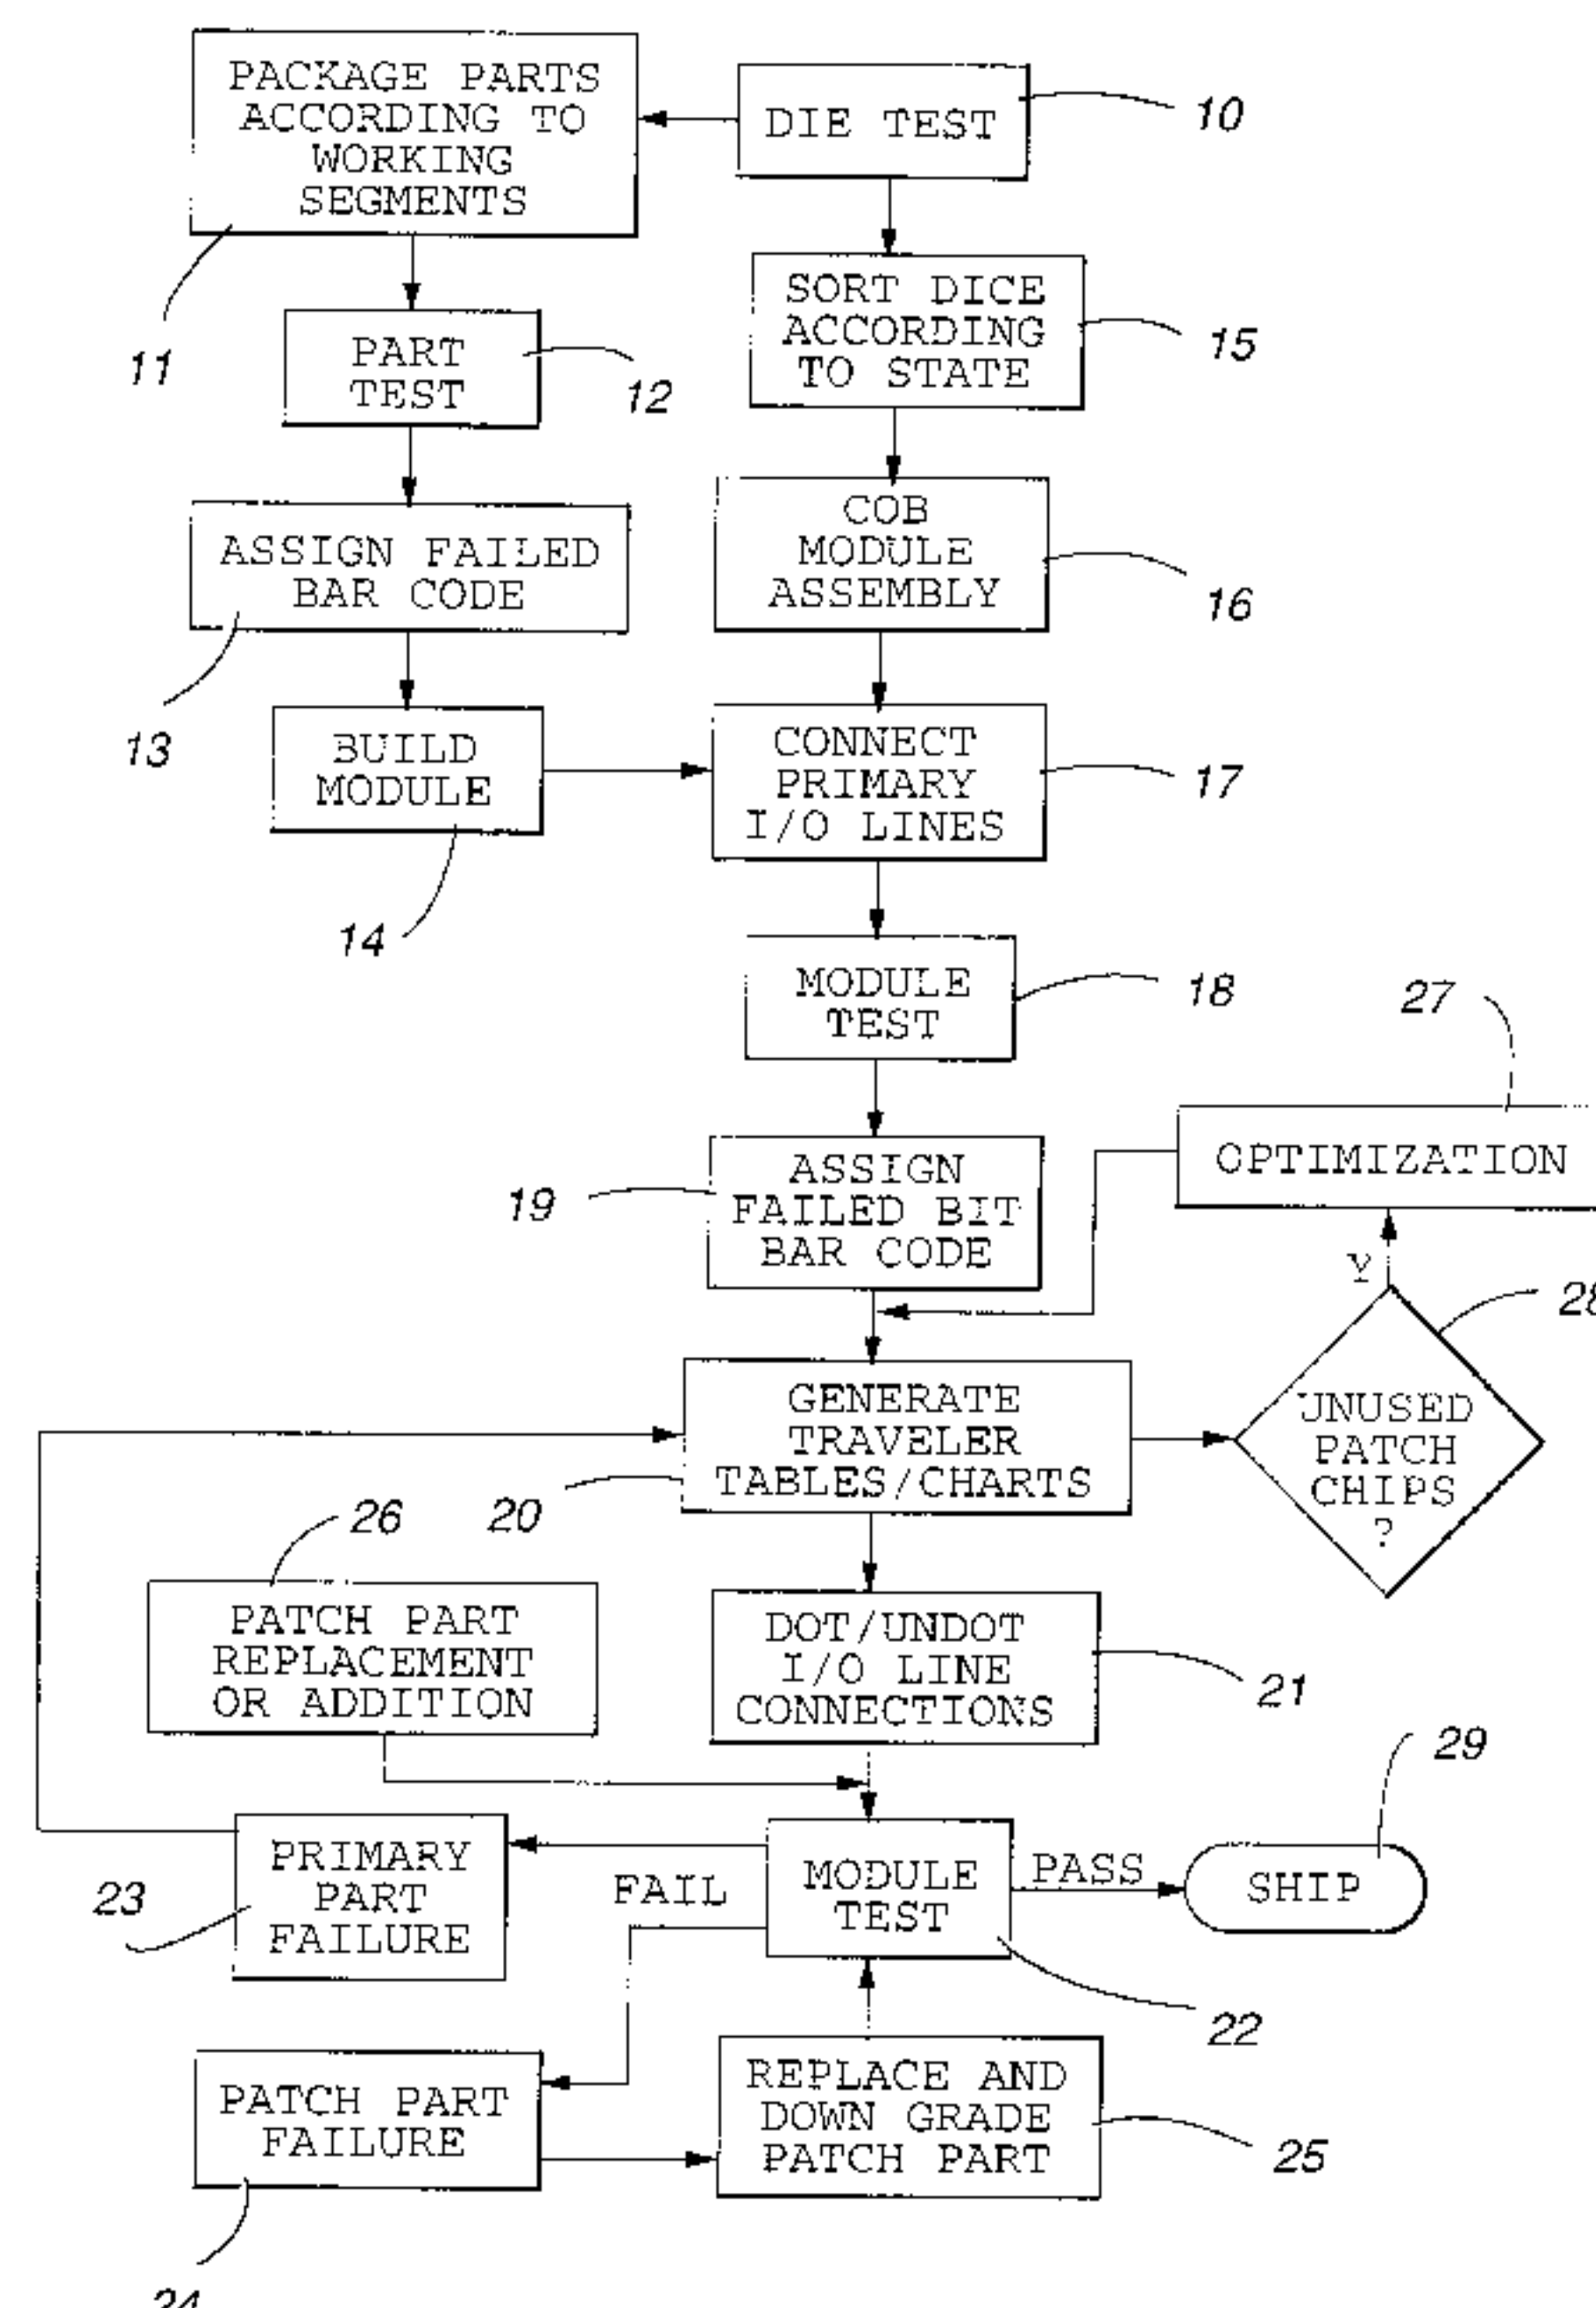 PACKAGE PARTS
ACCORDING TO
WORKING
SEGMENTS
DIE TEST
10
11
PART
TEST
12
SORT DICE
ACCORDING
TO STATE
15
ASSIGN FAILED
BAR CODE
13
COB
MODULE
ASSEMBLY
16
BUILD
MODULE
14
CONNECT
PRIMARY
I/O LINES
17
MODULE
TEST
18
27
OPTIMIZATION
19
ASSIGN
FAILED BIT
BAR CODE
Y
28
GENERATE
TRAVELER
TABLES/CHARTS
20
UNUSED
PATCH
CHIPS
?
26
PATCH PART
REPLACEMENT
OR ADDITION
DOT/UNDOT
I/O LINE
CONNECTIONS
21
29
PRIMARY
PART
FAILURE
23
FAIL
MODULE
TEST
PASS
SHIP
22
PATCH PART
FAILURE
24
REPLACE AND
DOWN GRADE
PATCH PART
25